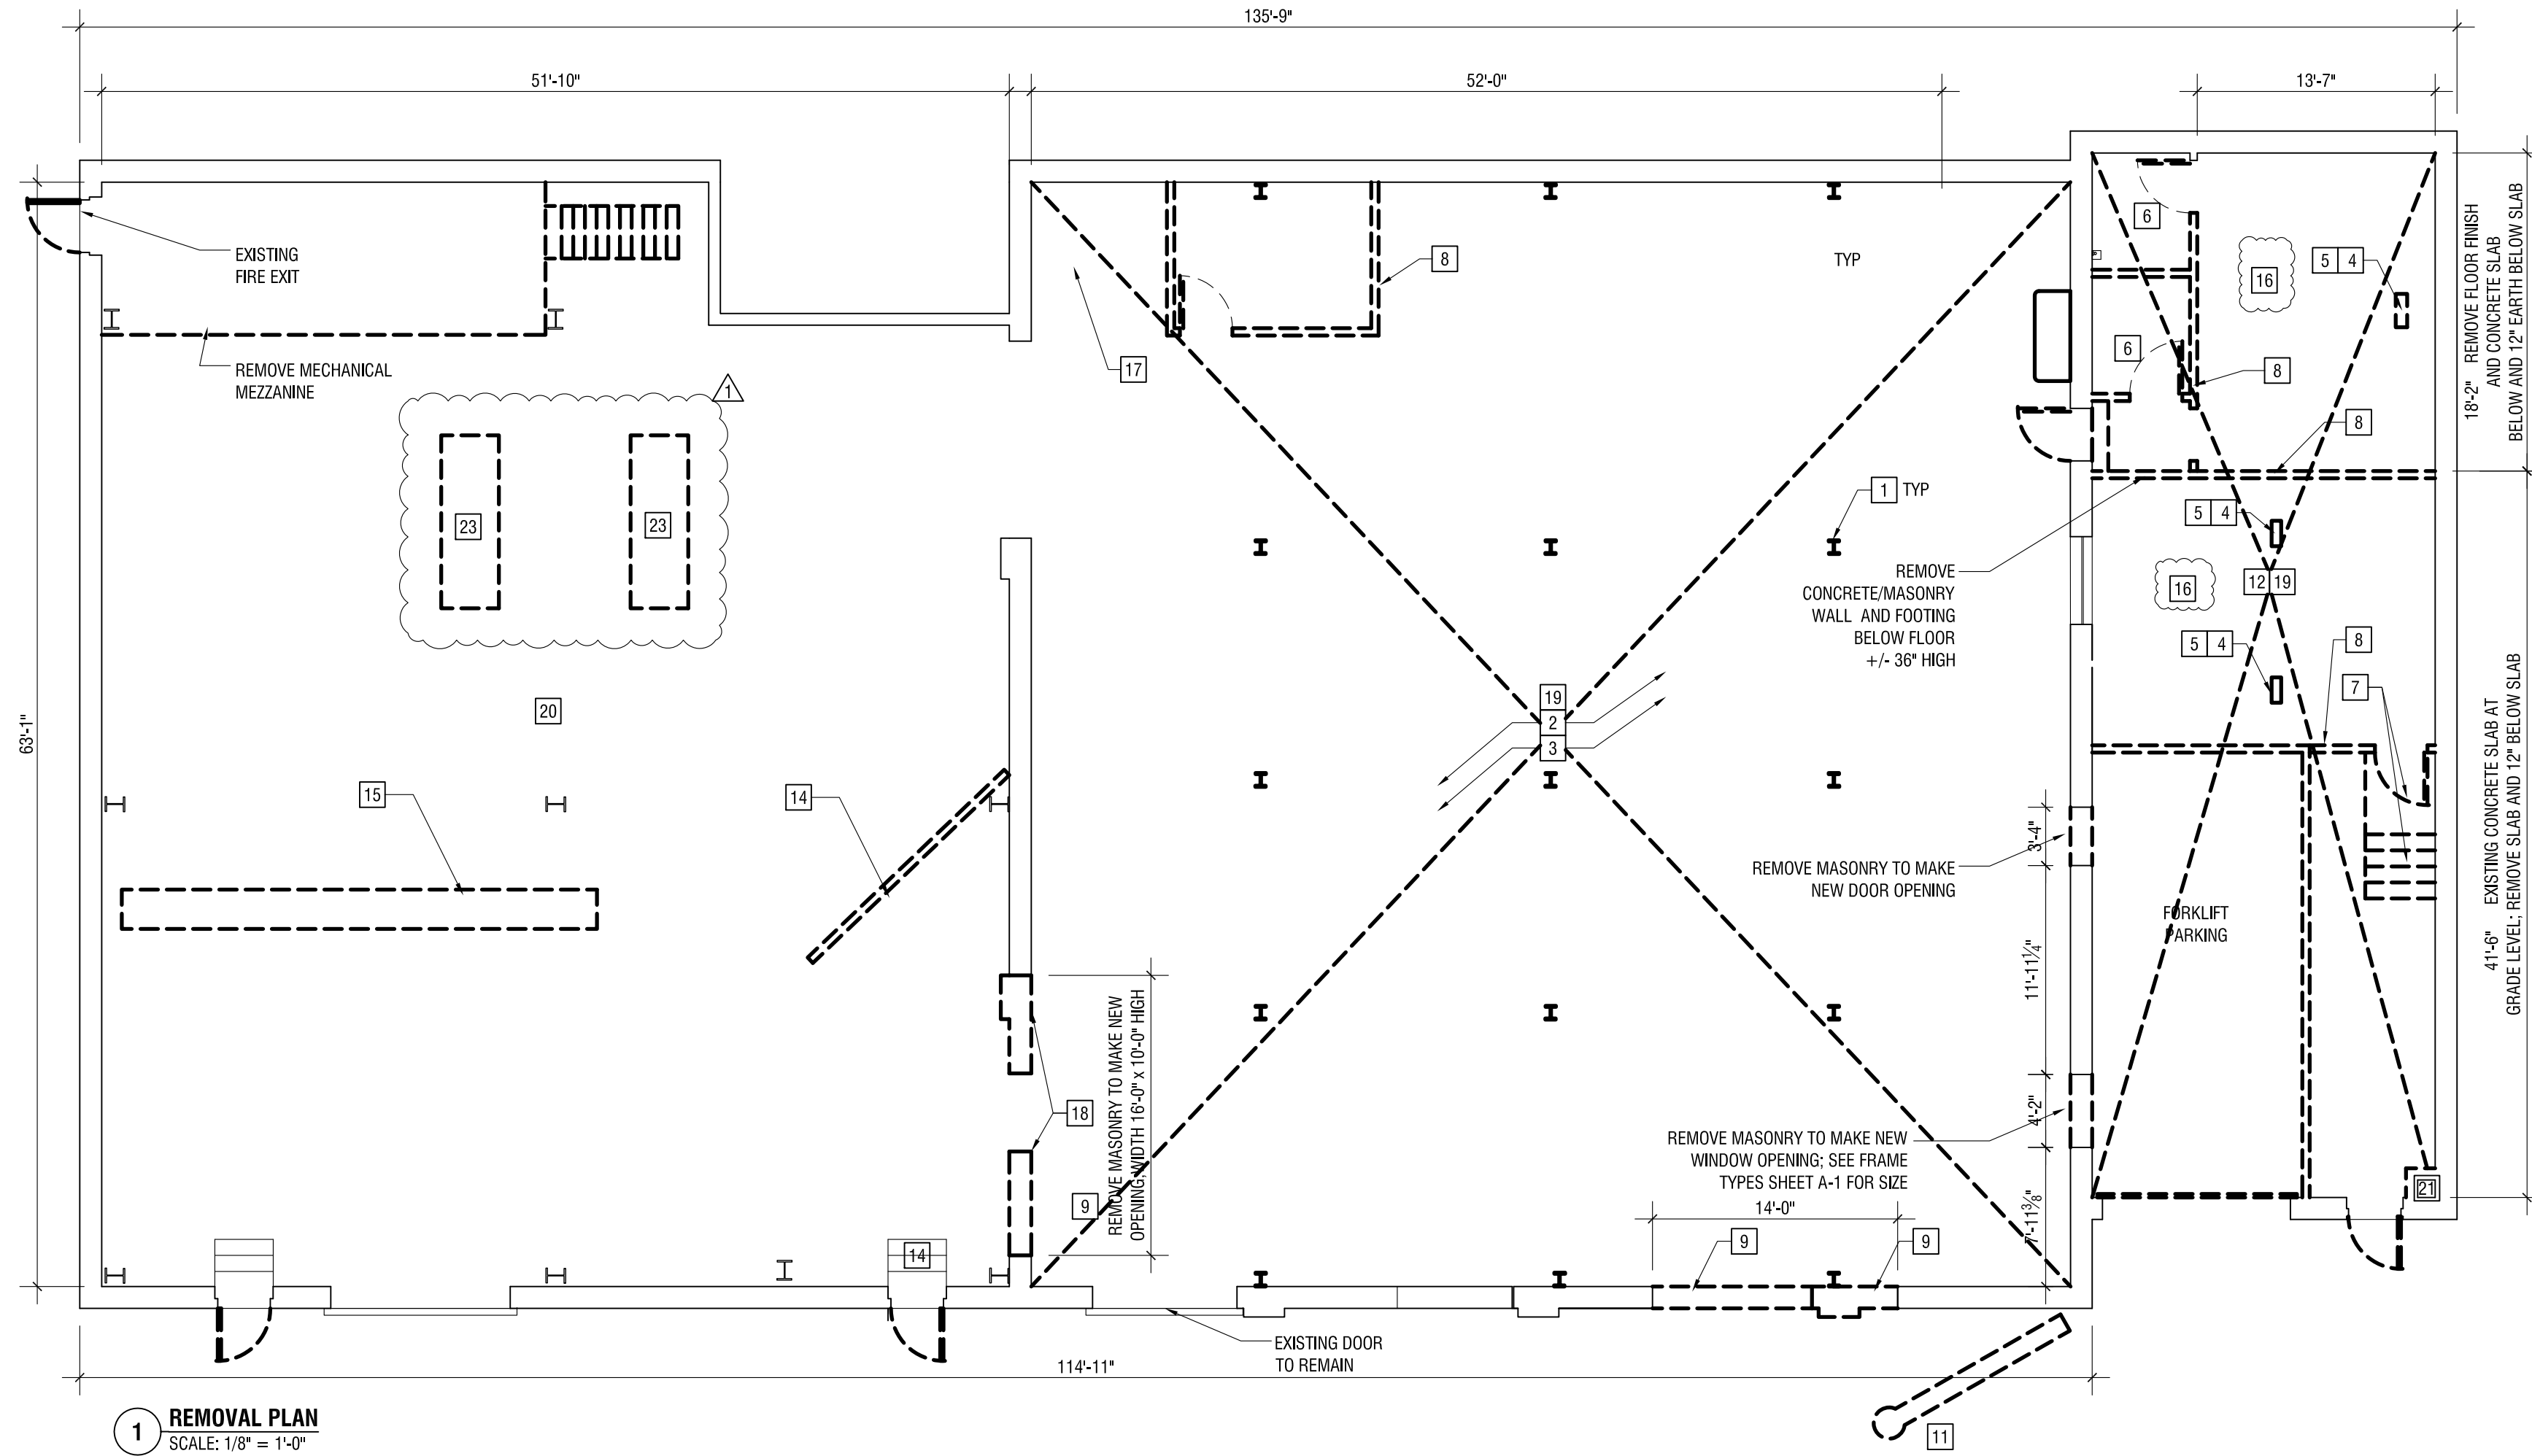 135'-9"
51'-10"
52'-0"
13'-7"
EXISTING
FIRE EXIT
REMOVE MECHANICAL
MEZZANINE
1
8
17
TYP
6
16
5 4
6
8
8
18'-2" REMOVE FLOOR FINISH
AND CONCRETE SLAB
BELOW AND 12" EARTH BELOW SLAB
23
23
1 TYP
5 4
REMOVE
CONCRETE/MASONRY
WALL AND FOOTING
BELOW FLOOR
+/- 36" HIGH
12 19
16
5 4
8
7
63'-1"
20
19
2
3
15
14
41'-6" EXISTING CONCRETE SLAB AT
GRADE LEVEL; REMOVE SLAB AND 12" BELOW SLAB
3'-4"
REMOVE MASONRY TO MAKE
NEW DOOR OPENING
FORKLIFT
PARKING
11'-11¼"
REMOVE MASONRY TO MAKE NEW
OPENING; WIDTH 16'-0" x 10'-0" HIGH
18
4'-2"
REMOVE MASONRY TO MAKE NEW
WINDOW OPENING; SEE FRAME
TYPES SHEET A-1 FOR SIZE
9
14'-0"
7'-11⅜"
21
14
9
9
EXISTING DOOR
TO REMAIN
114'-11"
11
1
REMOVAL PLAN
SCALE: 1/8" = 1'-0"